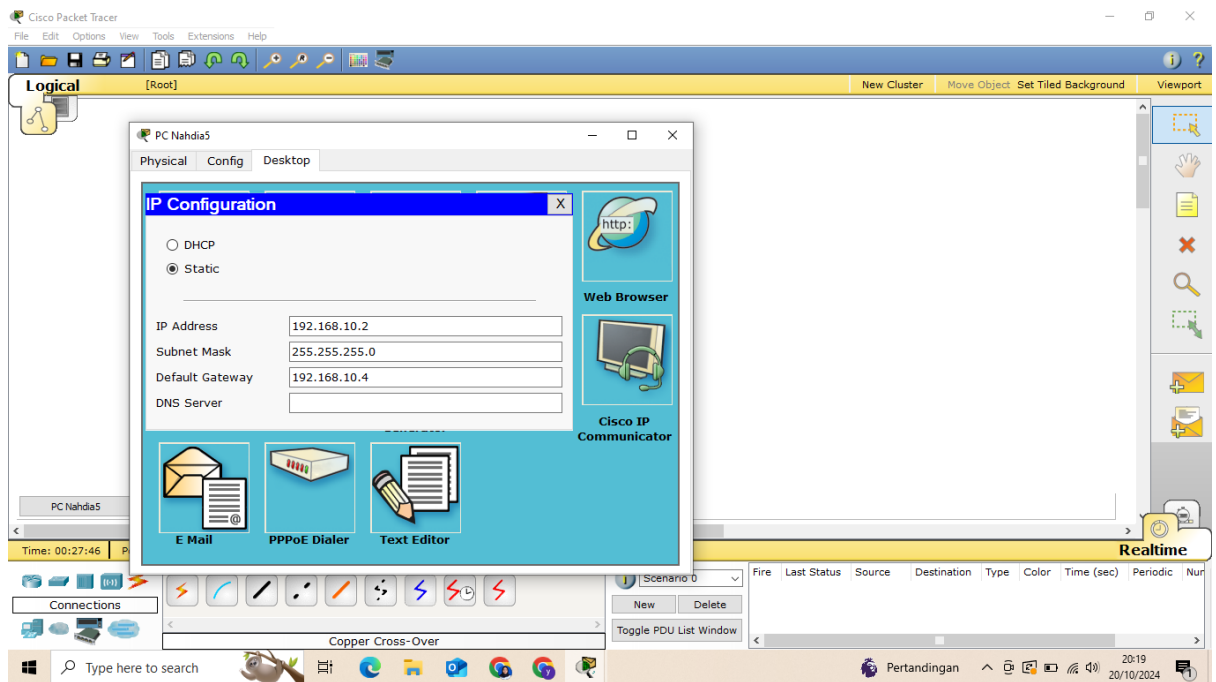 Cisco Packet Tracer
File Edit Options View Tools Extensions Help
Logical [Root] New Cluster Move Object Set Tiled Background Viewport
PC Nahdia5
Physical Config Desktop
IP Configuration X
http:
DHCP
Static
Web Browser
IP Address 192.168.10.2
Subnet Mask 255.255.255.0
Default Gateway 192.168.10.4
DNS Server
Cisco IP
Communicator
PC Nahdia5
E Mail PPPoE Dialer Text Editor
Time: 00:27:46
Realtime
Scenario 0
Fire Last Status Source Destination Type Color Time (sec) Periodic Nur
Connections
New Delete
Toggle PDU List Window
Copper Cross-Over
Type here to search
Pertandingan
20:19
20/10/2024